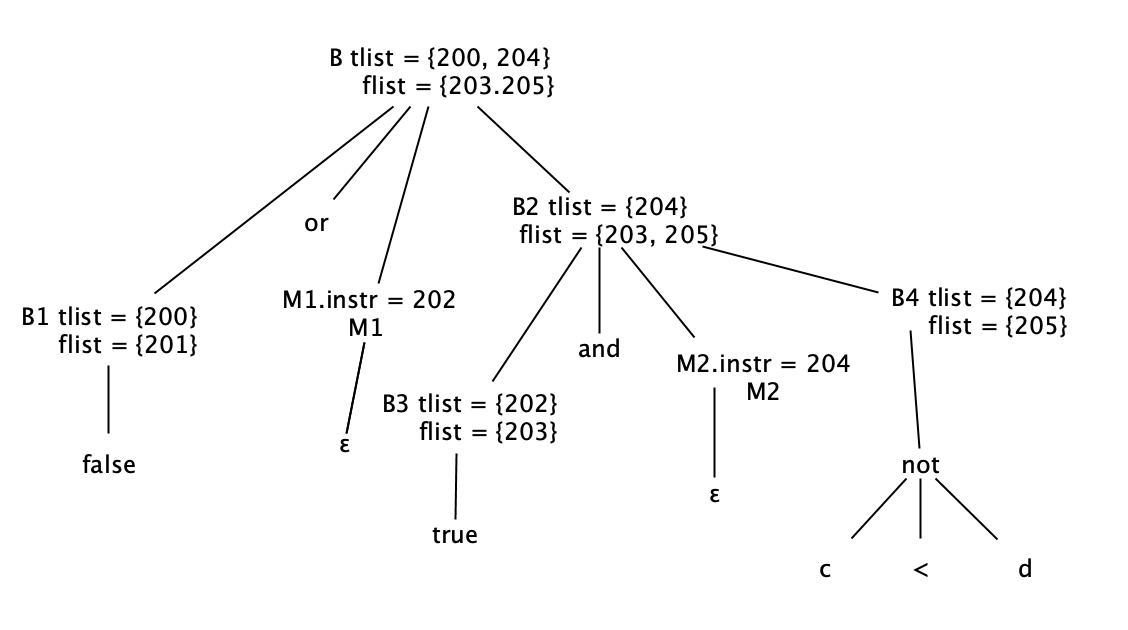 B tlist = {200, 204}
flist = {203.205}
or
B2 tlist = {204}
flist = {203, 205}
B1 tlist = {200}
flist = {201}
M1.instr = 202
M1
and
B4 tlist = {204}
flist = {205}
M2.instr = 204
M2
B3 tlist = {202}
flist = {203}
ε
false
not
ε
true
c
<
d